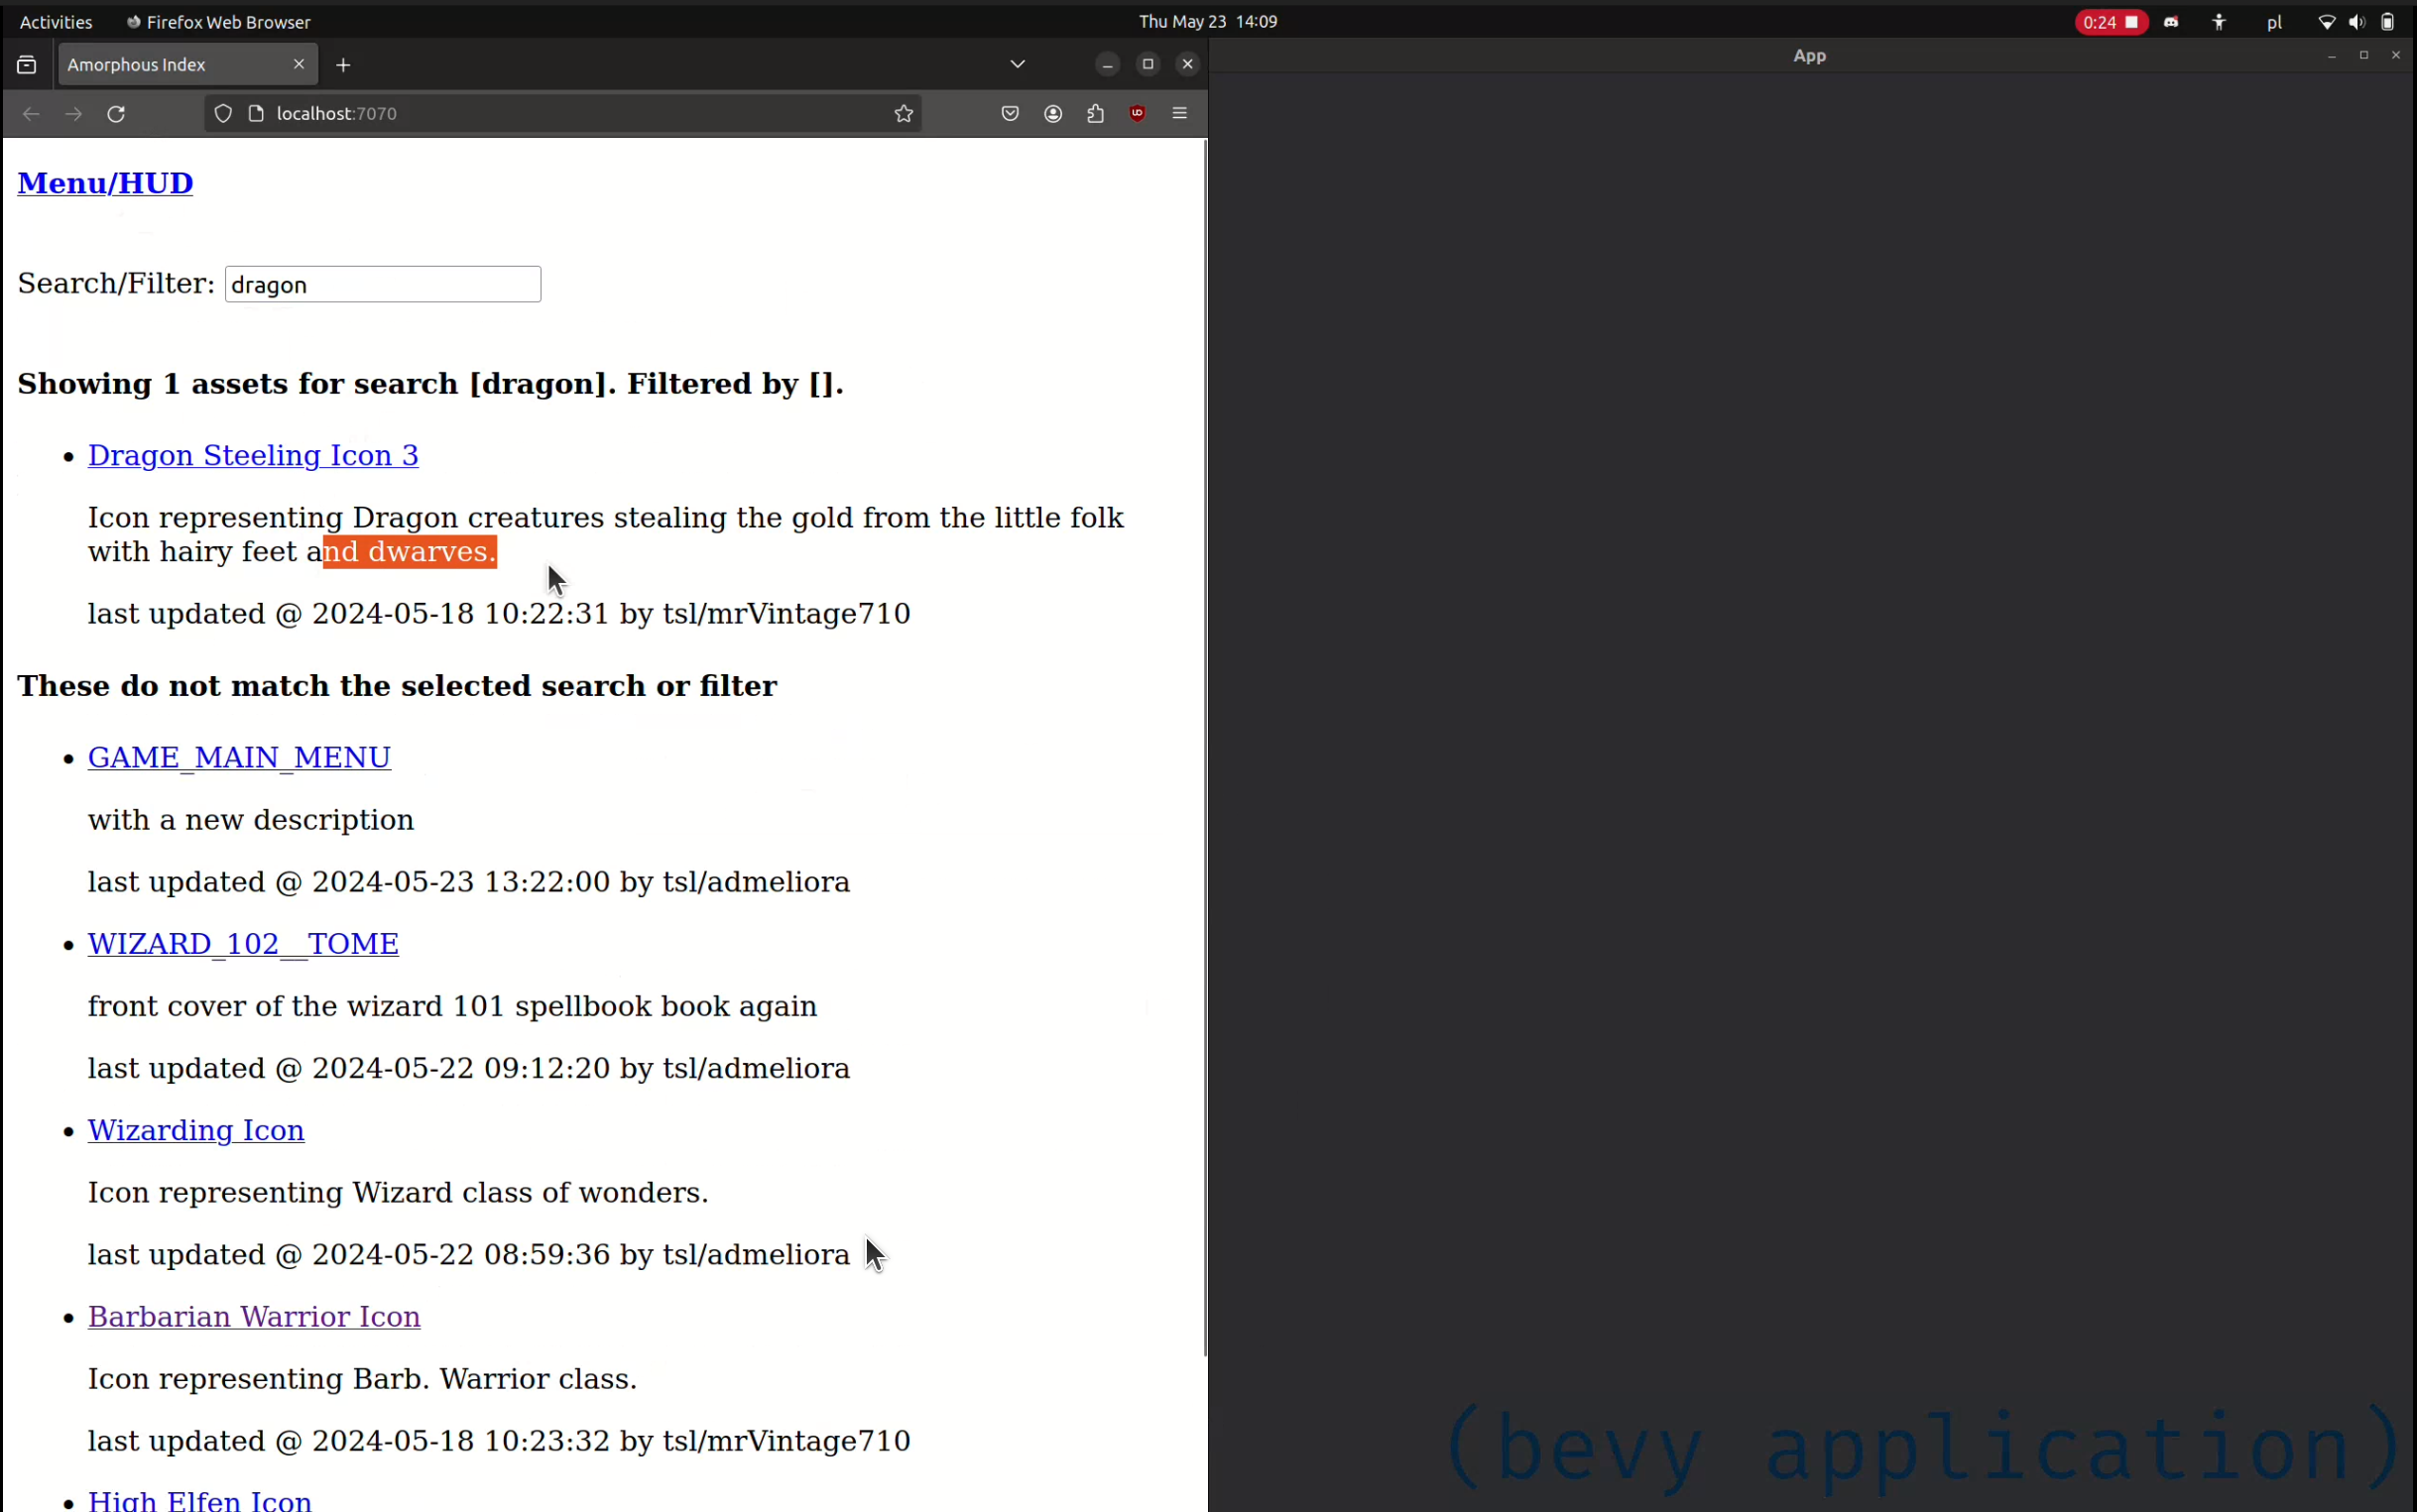 Activities Firefox Web Browser Thu May 23 14:09 0:24 pl
Amorphous Index
App
localhost:7070
Menu/HUD
Search/Filter: dragon
Showing 1 assets for search [dragon]. Filtered by [].
Dragon Steeling Icon 3
Icon representing Dragon creatures stealing the gold from the little folk
with hairy feet and dwarves.
last updated @ 2024-05-18 10:22:31 by tsl/mrVintage710
These do not match the selected search or filter
GAME_MAIN_MENU
with a new description
last updated @ 2024-05-23 13:22:00 by tsl/admeliora
WIZARD_102__TOME
front cover of the wizard 101 spellbook book again
last updated @ 2024-05-22 09:12:20 by tsl/admeliora
Wizarding Icon
Icon representing Wizard class of wonders.
last updated @ 2024-05-22 08:59:36 by tsl/admeliora
Barbarian Warrior Icon
Icon representing Barb. Warrior class.
last updated @ 2024-05-18 10:23:32 by tsl/mrVintage710
High Elfen Icon
(bevy application)